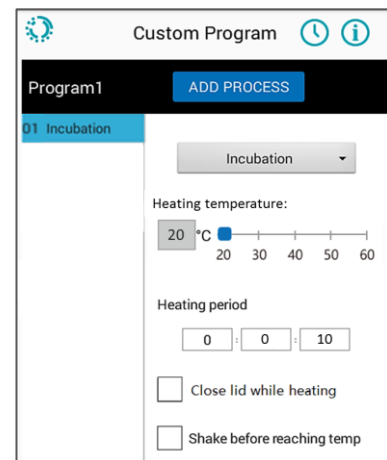 Custom Program
Program1 ADD PROCESS
01 Incubation
Incubation
Heating temperature:
20 °C
20 30 40 50 60
Heating period
0 : 0 : 10
Close lid while heating
Shake before reaching temp